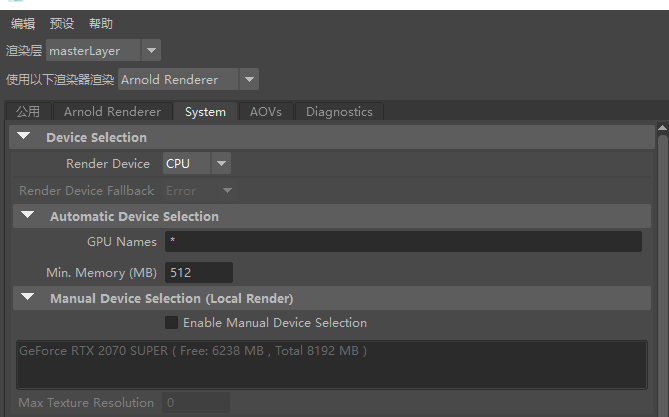 编辑 预设 帮助
渲染层 masterLayer
使用以下渲染器渲染 Arnold Renderer
公用 Arnold Renderer System AOVs Diagnostics
Device Selection
Render Device CPU
Render Device Fallback Error
Automatic Device Selection
GPU Names *
Min. Memory (MB) 512
Manual Device Selection (Local Render)
Enable Manual Device Selection
GeForce RTX 2070 SUPER ( Free: 6238 MB , Total 8192 MB )
Max Texture Resolution 0